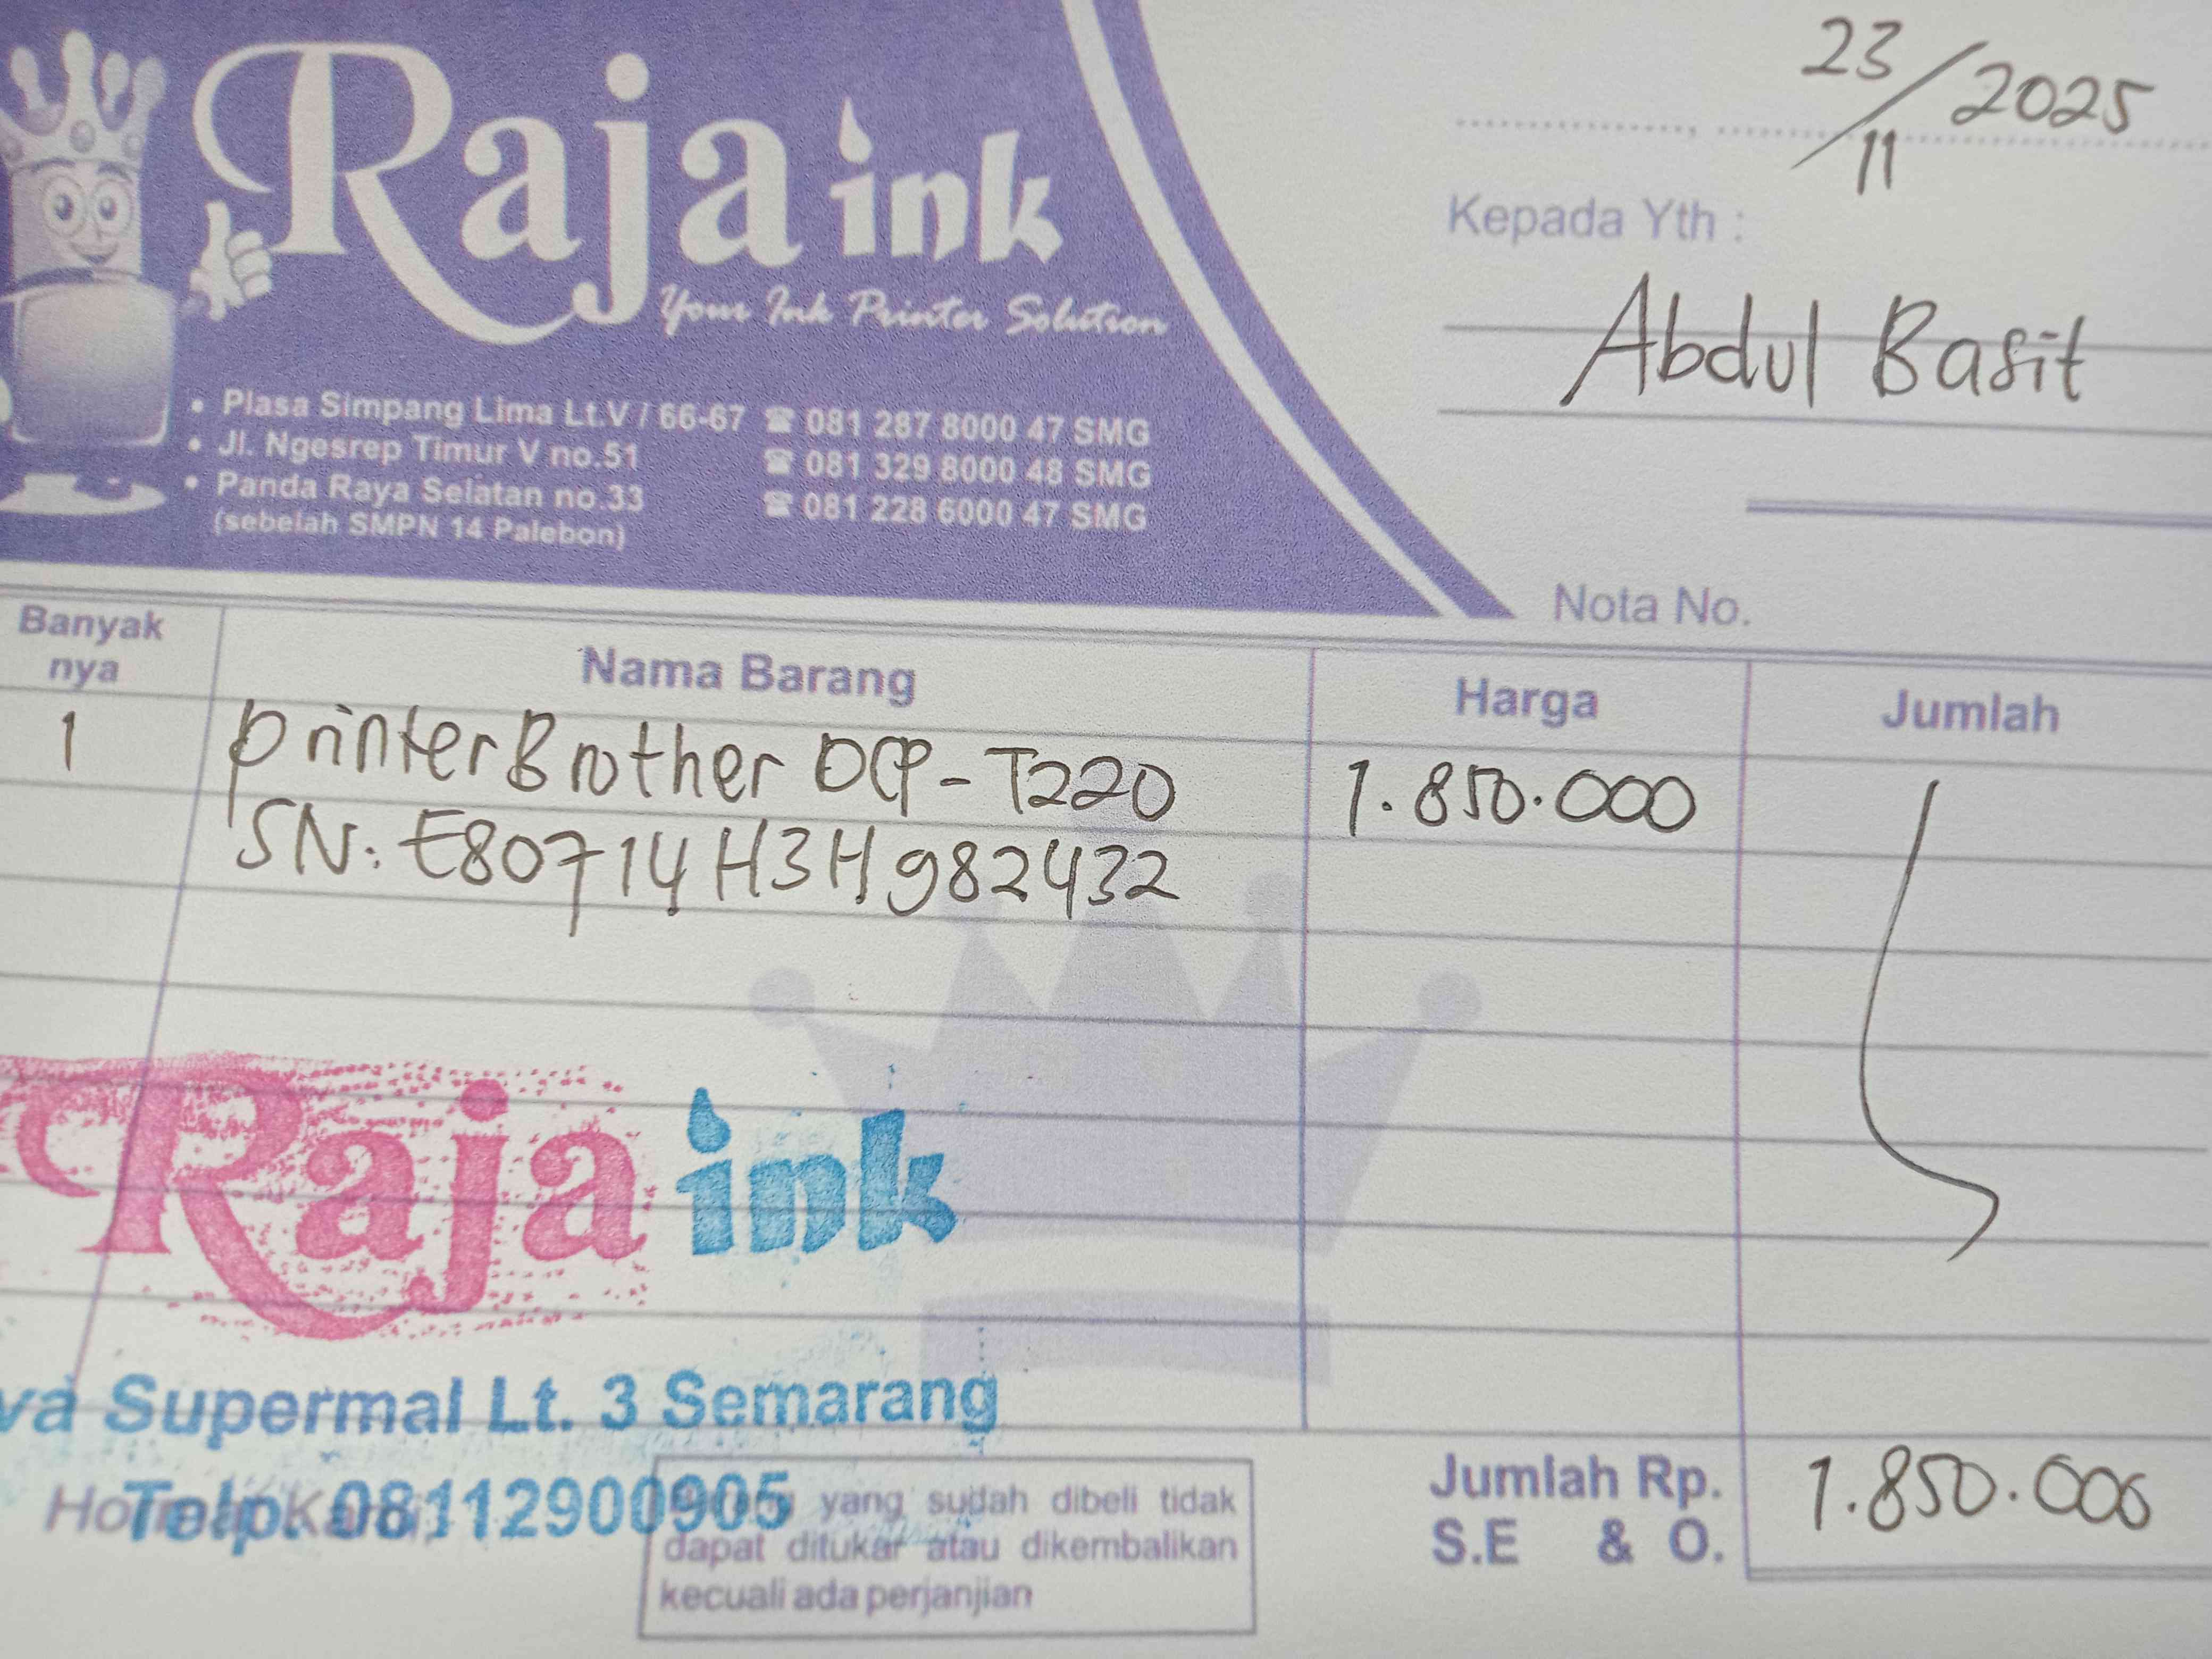 Raja ink
Your Ink Printer Solution
• Plasa Simpang Lima Lt.V / 66-67 ☎ 081 287 8000 47 SMG
• Jl. Ngesrep Timur V no.51 ☎ 081 329 8000 48 SMG
• Panda Raya Selatan no.33 ☎ 081 228 6000 47 SMG
(sebelah SMPN 14 Palebon)
23/11/2025
Kepada Yth :
Abdul Basit
Nota No.
Banyak nya Nama Barang Harga Jumlah
1 printer Brother DCP-T220 1.850.000
SN: E80714H3H982432
Raja ink
va Supermal Lt. 3 Semarang
Telp. 08112900905
yang sudah dibeli tidak
dapat ditukar atau dikembalikan
kecuali ada perjanjian
Jumlah Rp. 1.850.000
S.E & O.